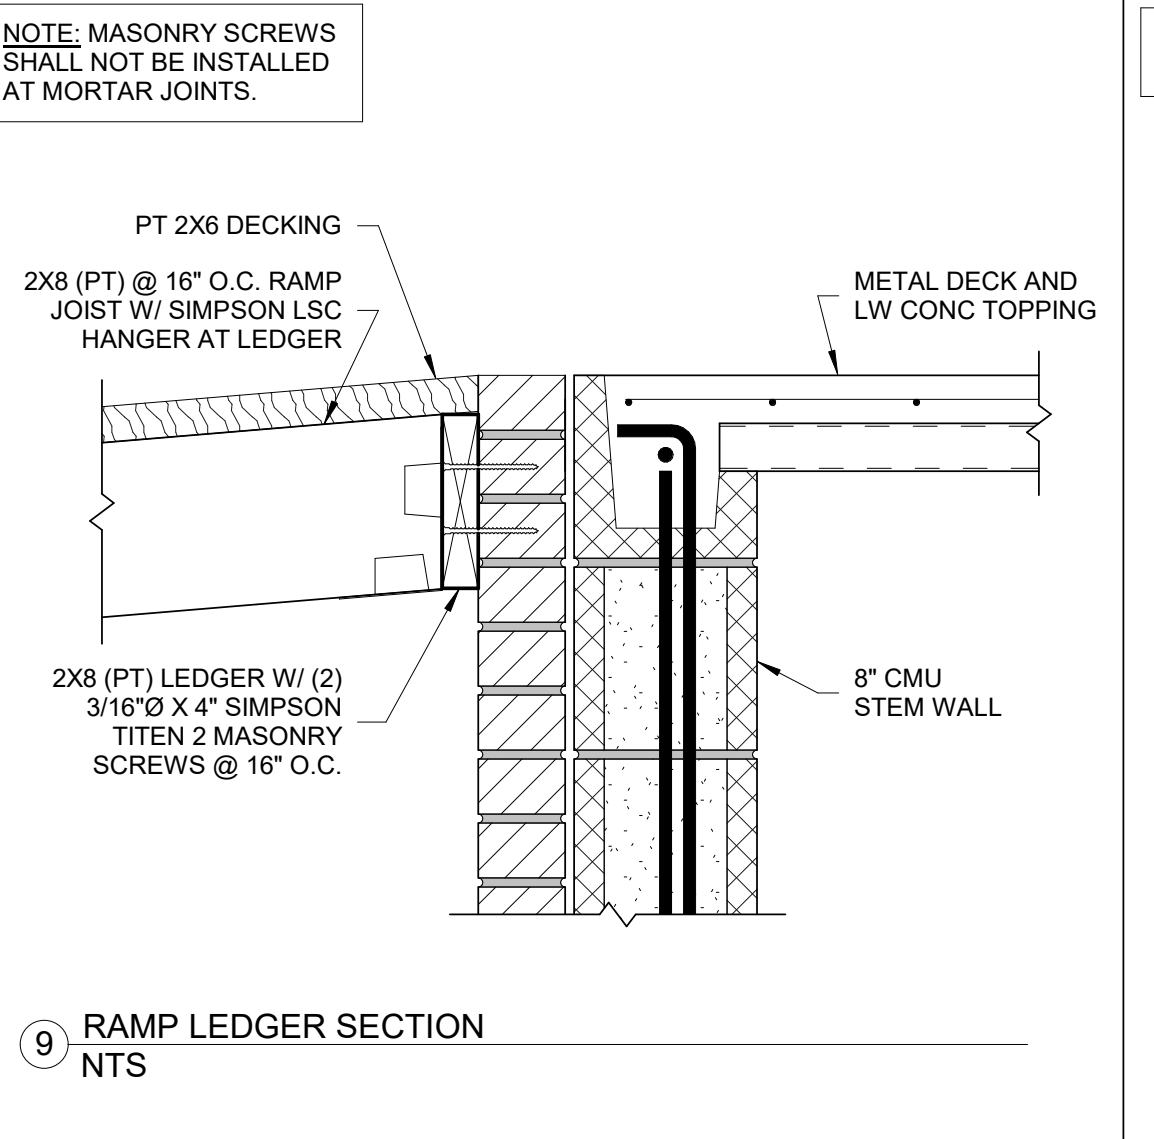 NOTE: MASONRY SCREWS
SHALL NOT BE INSTALLED
AT MORTAR JOINTS.
PT 2X6 DECKING
2X8 (PT) @ 16" O.C. RAMP
JOIST W/ SIMPSON LSC
HANGER AT LEDGER
METAL DECK AND
LW CONC TOPPING
2X8 (PT) LEDGER W/ (2)
3/16"Ø X 4" SIMPSON
TITEN 2 MASONRY
SCREWS @ 16" O.C.
8" CMU
STEM WALL
9
RAMP LEDGER SECTION
NTS